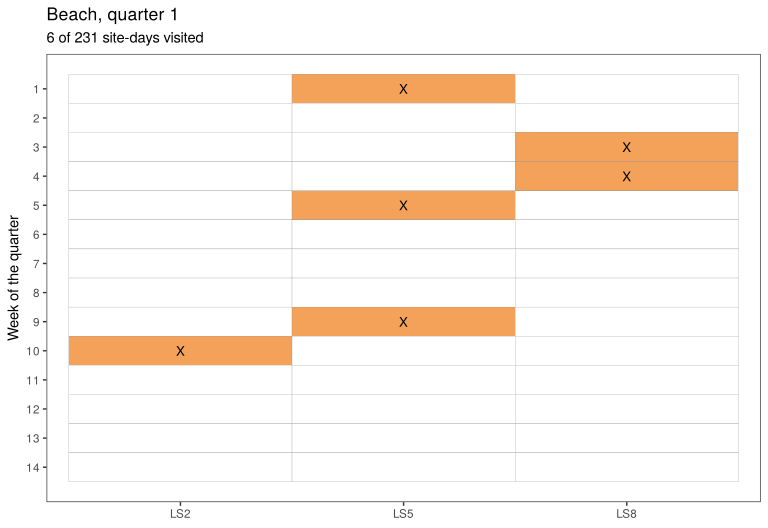 Beach, quarter 1
6 of 231 site-days visited
Week of the quarter
1 X
2
3 X
4 X
5 X
6
7
8
9 X
10 X
11
12
13
14
LS2 LS5 LS8